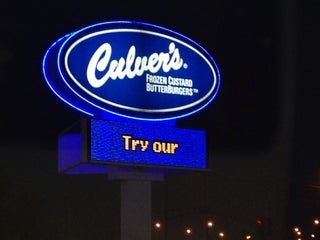 Culver's®
FROZEN CUSTARD
BUTTERBURGERS™
Try our